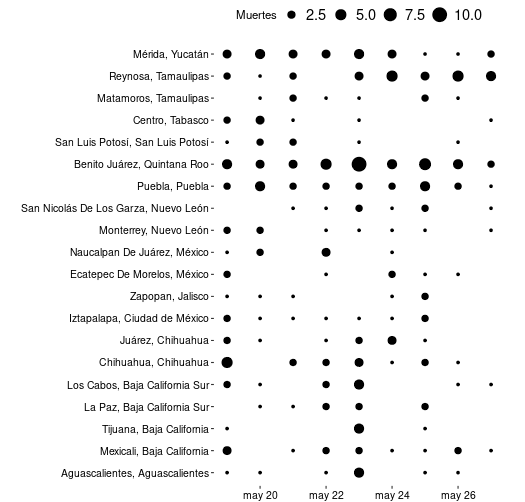 Muertes 2.5 5.0 7.5 10.0
Mérida, Yucatán
Reynosa, Tamaulipas
Matamoros, Tamaulipas
Centro, Tabasco
San Luis Potosí, San Luis Potosí
Benito Juárez, Quintana Roo
Puebla, Puebla
San Nicolás De Los Garza, Nuevo León
Monterrey, Nuevo León
Naucalpan De Juárez, México
Ecatepec De Morelos, México
Zapopan, Jalisco
Iztapalapa, Ciudad de México
Juárez, Chihuahua
Chihuahua, Chihuahua
Los Cabos, Baja California Sur
La Paz, Baja California Sur
Tijuana, Baja California
Mexicali, Baja California
Aguascalientes, Aguascalientes
may 20 may 22 may 24 may 26